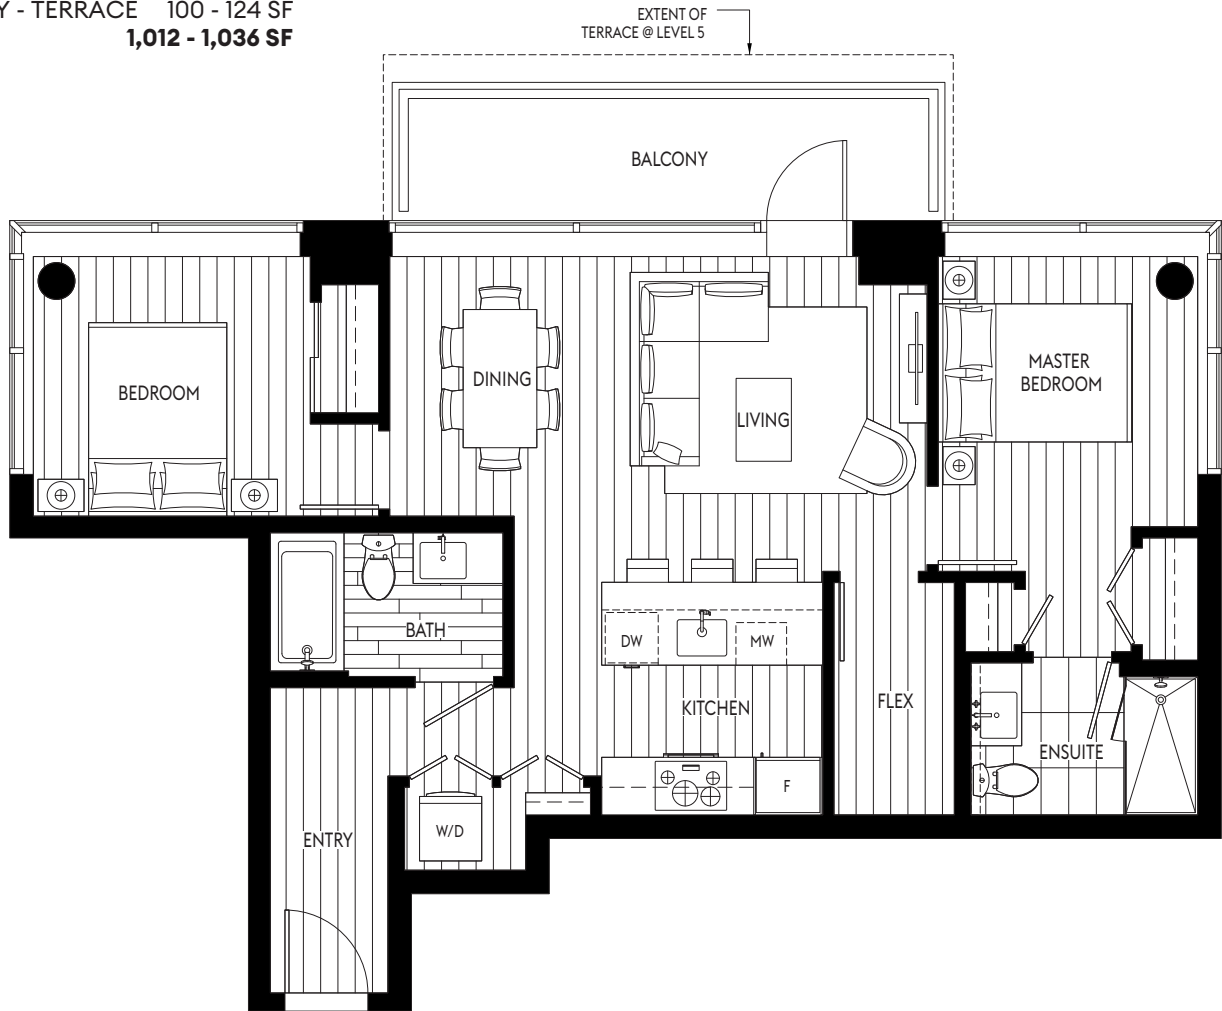 Y - TERRACE 100 - 124 SF
1,012 - 1,036 SF
EXTENT OF
TERRACE @ LEVEL 5
BALCONY
BEDROOM
DINING
LIVING
MASTER
BEDROOM
BATH
DW
MW
KITCHEN
FLEX
ENSUITE
F
W/D
ENTRY